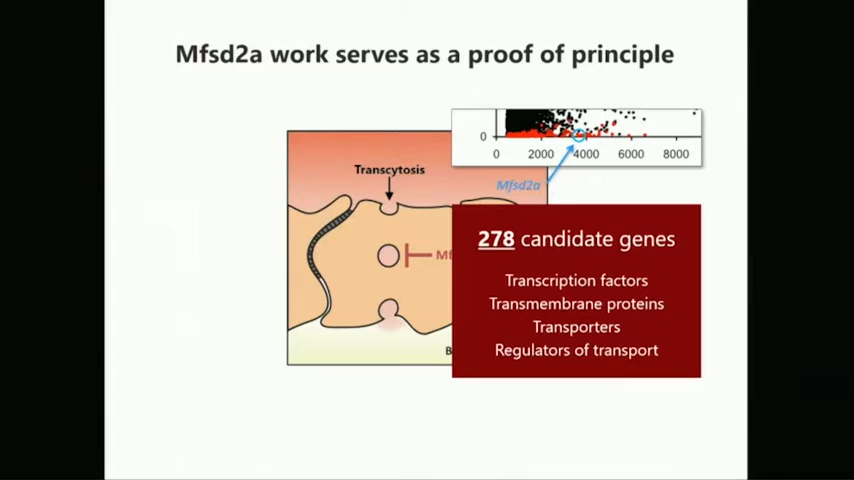 Mfsd2a work serves as a proof of principle
0
0 2000 4000 6000 8000
Mfsd2a
Transcytosis
278 candidate genes
Mf
Transcription factors
Transmembrane proteins
Transporters
Regulators of transport
B